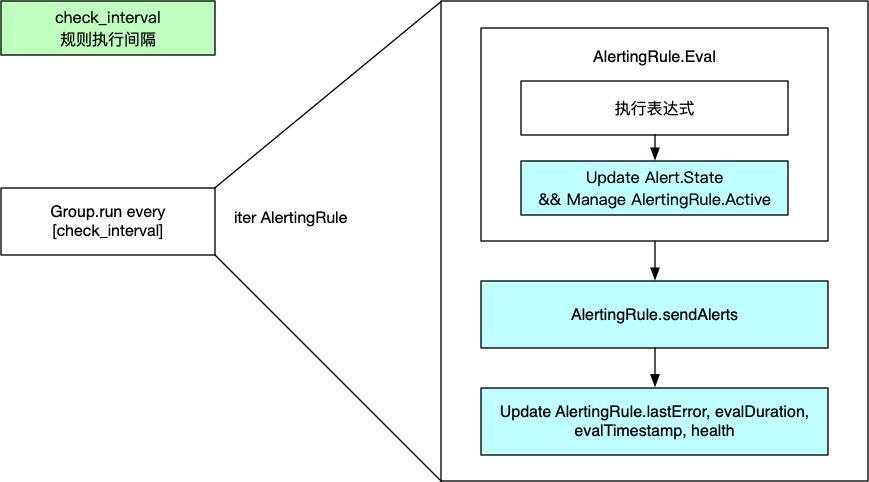 check_interval
规则执行间隔
Group.run every
[check_interval]
iter AlertingRule
AlertingRule.Eval
执行表达式
Update Alert.State
&& Manage AlertingRule.Active
AlertingRule.sendAlerts
Update AlertingRule.lastError, evalDuration,
evalTimestamp, health